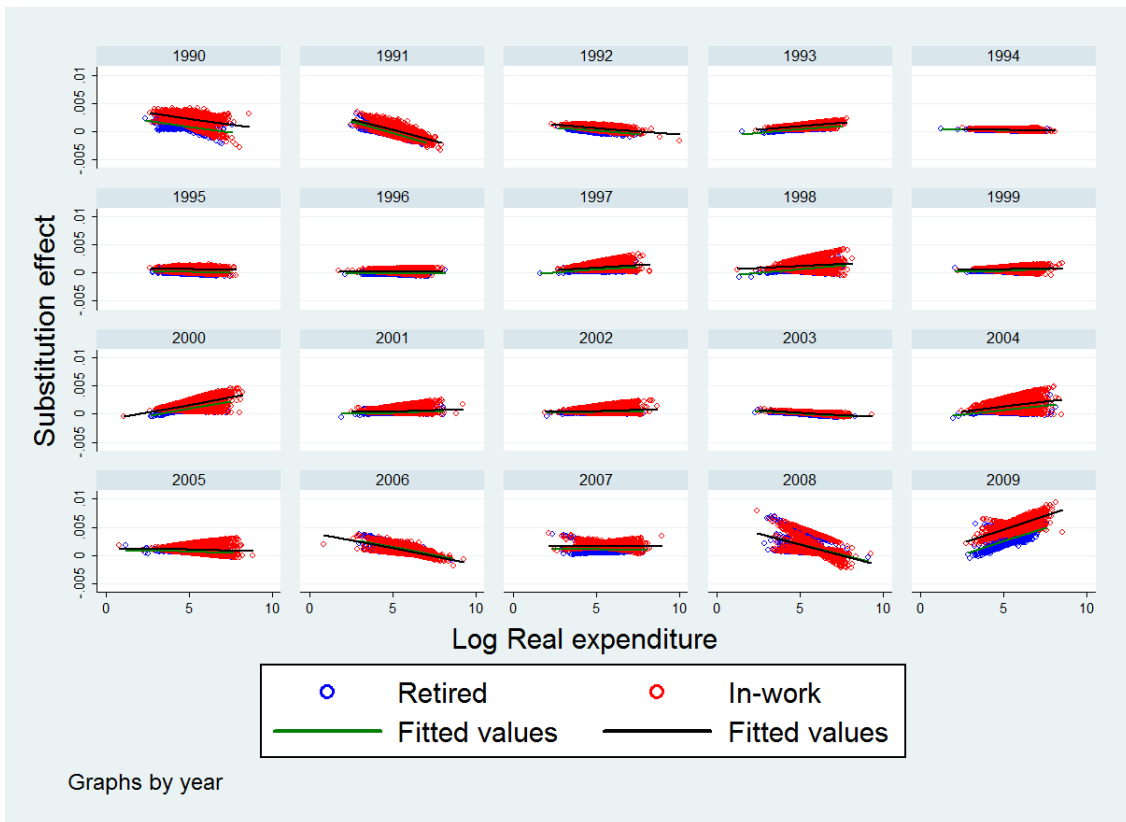 1990 1991 1992 1993 1994
.01
.005
0
-.005
1995 1996 1997 1998 1999
.01
.005
0
-.005
2000 2001 2002 2003 2004
.01
.005
0
-.005
2005 2006 2007 2008 2009
.01
.005
0
-.005
Substitution effect
0 5 10 0 5 10 0 5 10 0 5 10 0 5 10
Log Real expenditure
Retired In-work
Fitted values Fitted values
Graphs by year